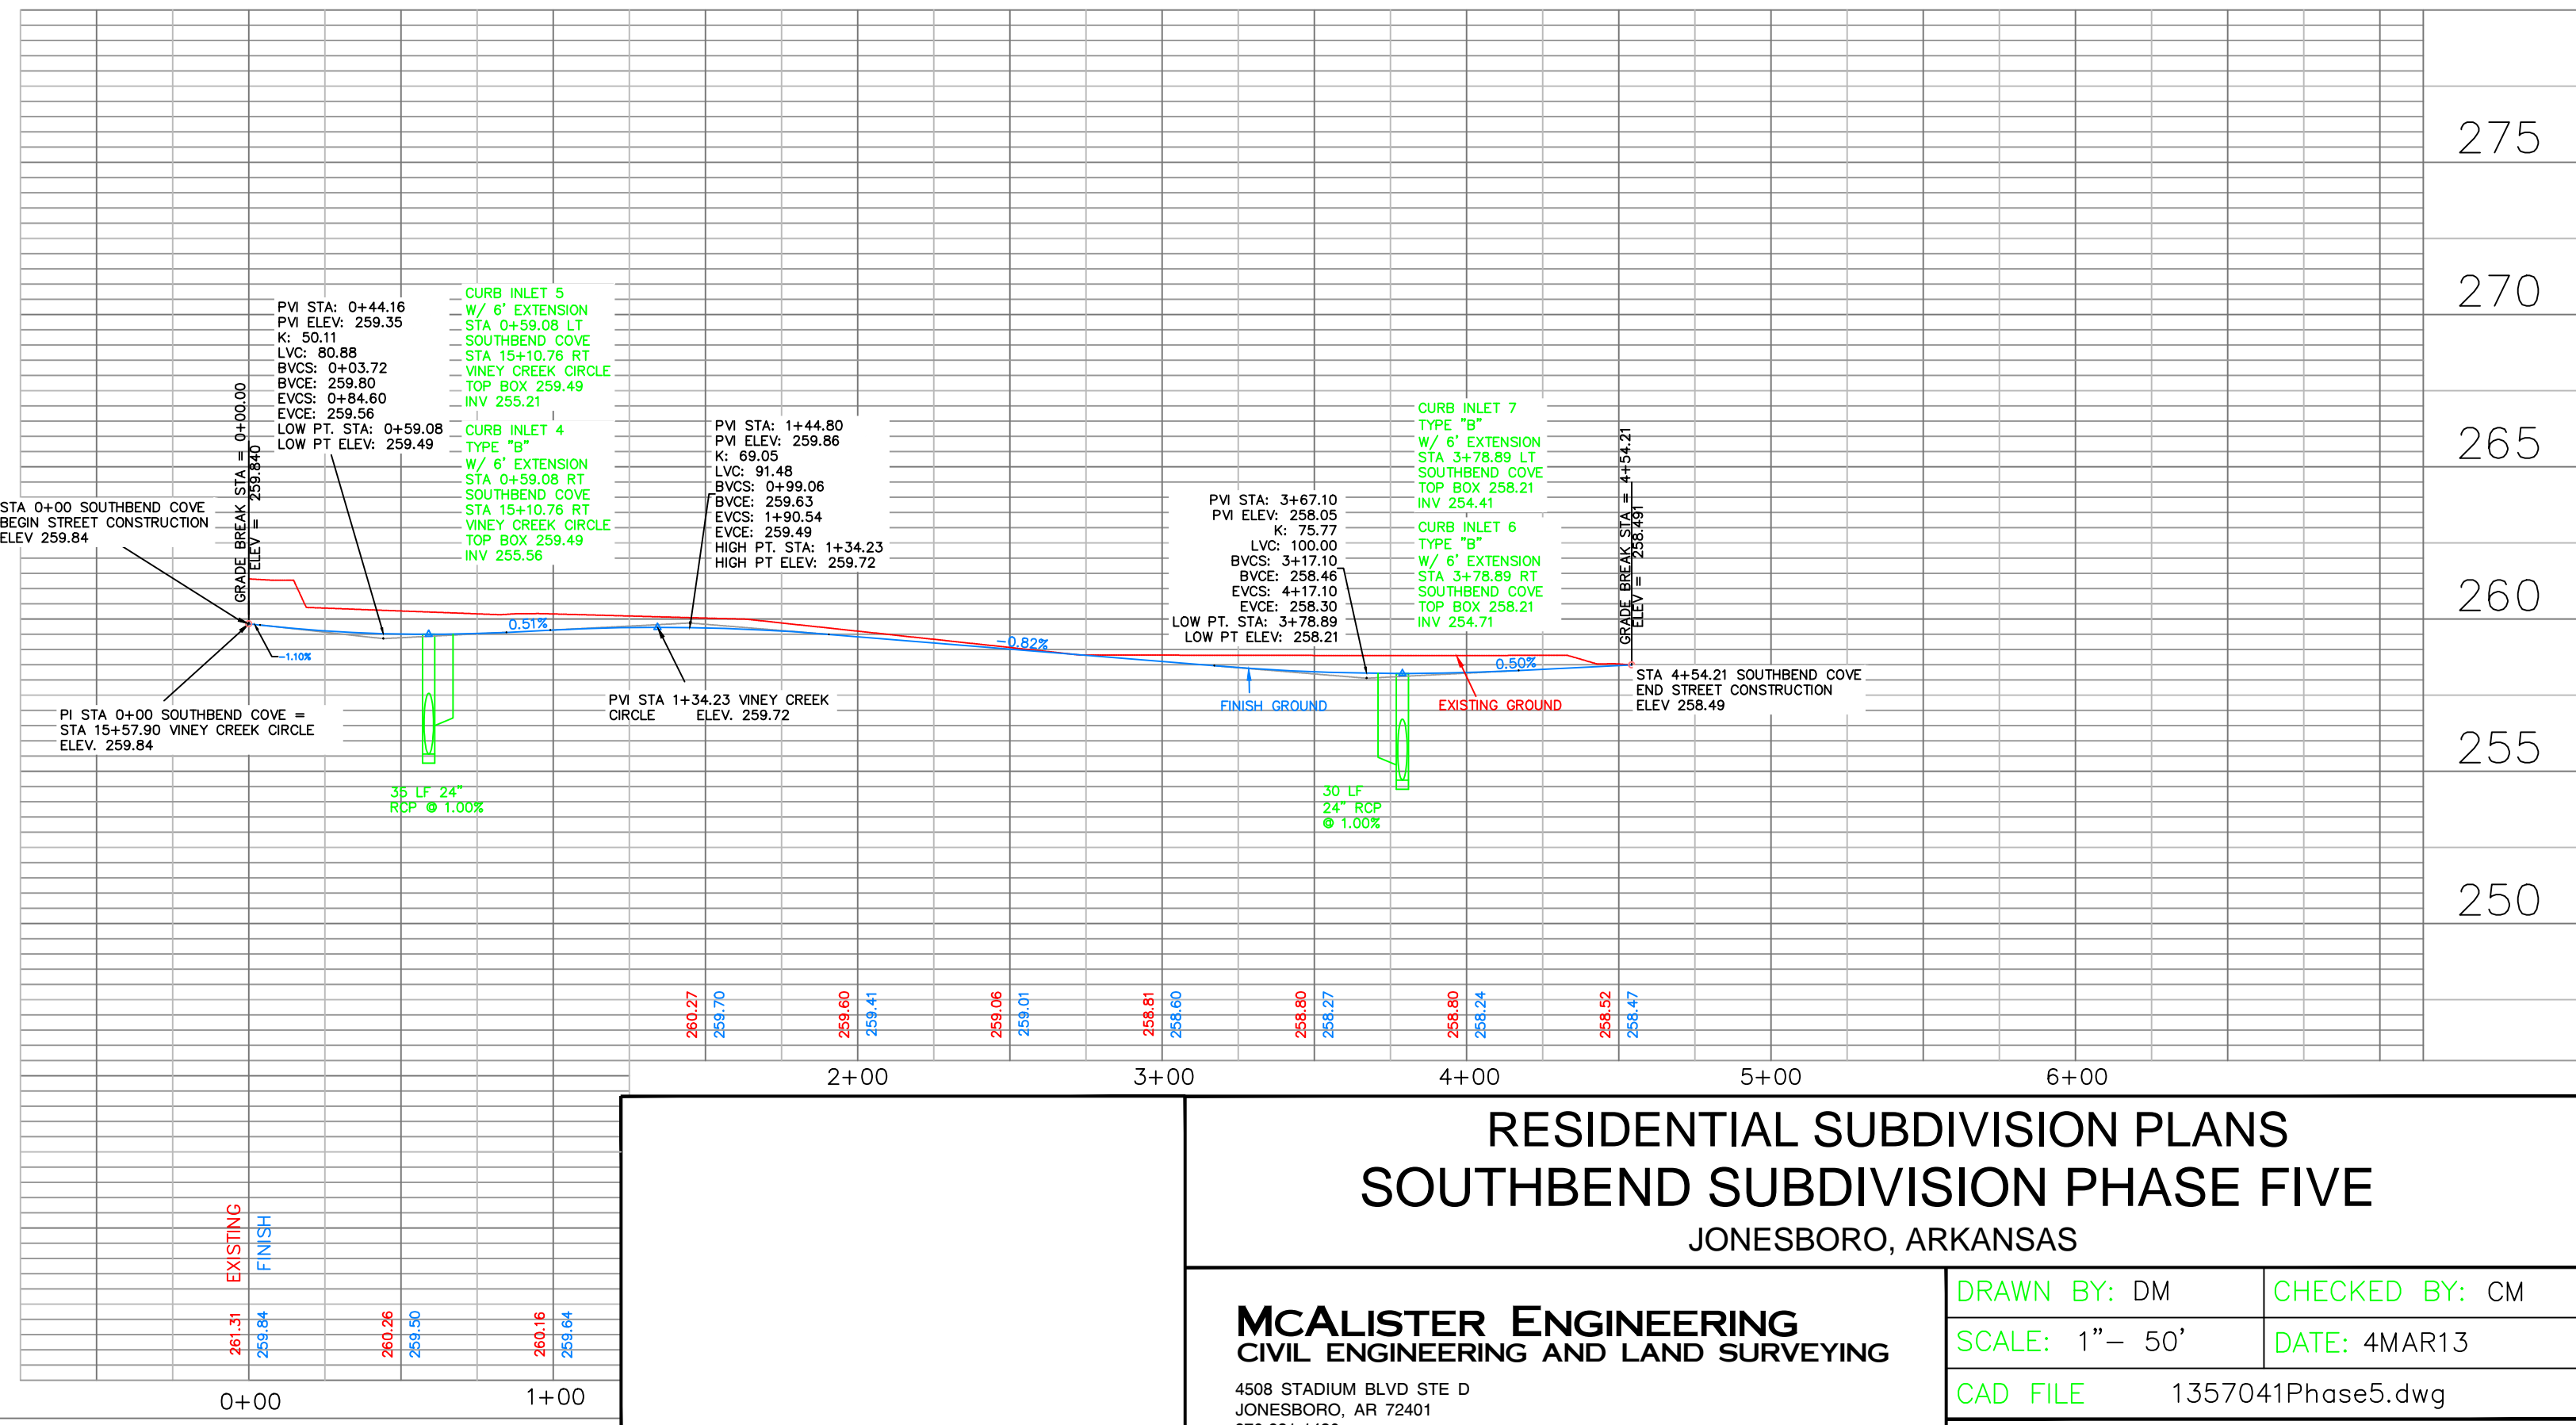 275
270
265
260
255
250
GRADE BREAK STA = 0+00.00
ELEV = 259.840
STA 0+00 SOUTHBEND COVE
BEGIN STREET CONSTRUCTION
ELEV 259.84
PVI STA: 0+44.16
PVI ELEV: 259.35
K: 50.11
LVC: 80.88
BVCS: 0+03.72
BVCE: 259.80
EVCS: 0+84.60
EVCE: 259.56
LOW PT. STA: 0+59.08
LOW PT ELEV: 259.49
CURB INLET 5
W/ 6' EXTENSION
STA 0+59.08 LT
SOUTHBEND COVE
STA 15+10.76 RT
VINEY CREEK CIRCLE
TOP BOX 259.49
INV 255.21
CURB INLET 4
TYPE "B"
W/ 6' EXTENSION
STA 0+59.08 RT
SOUTHBEND COVE
STA 15+10.76 RT
VINEY CREEK CIRCLE
TOP BOX 259.49
INV 255.56
PVI STA: 1+44.80
PVI ELEV: 259.86
K: 69.05
LVC: 91.48
BVCS: 0+99.06
BVCE: 259.63
EVCS: 1+90.54
EVCE: 259.49
HIGH PT. STA: 1+34.23
HIGH PT ELEV: 259.72
PVI STA: 3+67.10
PVI ELEV: 258.05
K: 75.77
LVC: 100.00
BVCS: 3+17.10
BVCE: 258.46
EVCS: 4+17.10
EVCE: 258.30
LOW PT. STA: 3+78.89
LOW PT ELEV: 258.21
CURB INLET 7
TYPE "B"
W/ 6' EXTENSION
STA 3+78.89 LT
SOUTHBEND COVE
TOP BOX 258.21
INV 254.41
CURB INLET 6
TYPE "B"
W/ 6' EXTENSION
STA 3+78.89 RT
SOUTHBEND COVE
TOP BOX 258.21
INV 254.71
GRADE BREAK STA = 4+54.21
ELEV = 258.491
-1.10%
0.51%
-0.82%
0.50%
PI STA 0+00 SOUTHBEND COVE =
STA 15+57.90 VINEY CREEK CIRCLE
ELEV. 259.84
PVI STA 1+34.23 VINEY CREEK
CIRCLE ELEV. 259.72
FINISH GROUND
EXISTING GROUND
STA 4+54.21 SOUTHBEND COVE
END STREET CONSTRUCTION
ELEV 258.49
35 LF 24"
RCP @ 1.00%
30 LF
24" RCP
@ 1.00%
260.27
259.70
259.60
259.41
259.06
259.01
258.81
258.60
258.80
258.27
258.80
258.24
258.52
258.47
2+00
3+00
4+00
5+00
6+00
EXISTING
FINISH
261.31
259.84
260.26
259.50
260.16
259.64
0+00
1+00
RESIDENTIAL SUBDIVISION PLANS
SOUTHBEND SUBDIVISION PHASE FIVE
JONESBORO, ARKANSAS
MCALISTER ENGINEERING
CIVIL ENGINEERING AND LAND SURVEYING
4508 STADIUM BLVD STE D
JONESBORO, AR 72401
DRAWN BY: DM
CHECKED BY: CM
SCALE: 1"- 50'
DATE: 4MAR13
CAD FILE 1357041Phase5.dwg